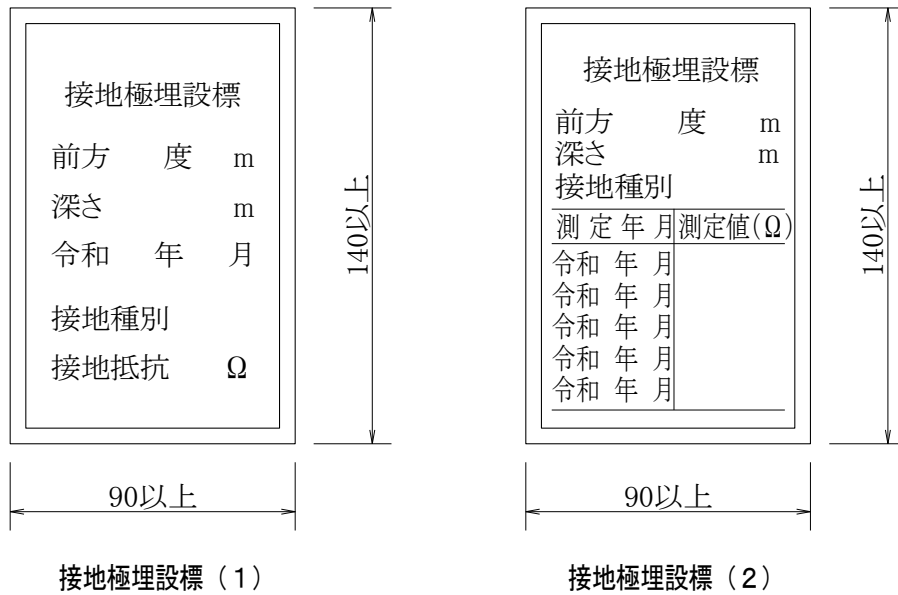 接地極埋設標
前方 度 m
深さ m
令和 年 月
接地種別
接地抵抗 Ω
140以上
90以上
接地極埋設標（1）
接地極埋設標
前方 度 m
深さ m
接地種別
測定年月 測定値(Ω)
令和 年 月
令和 年 月
令和 年 月
令和 年 月
令和 年 月
140以上
90以上
接地極埋設標（2）